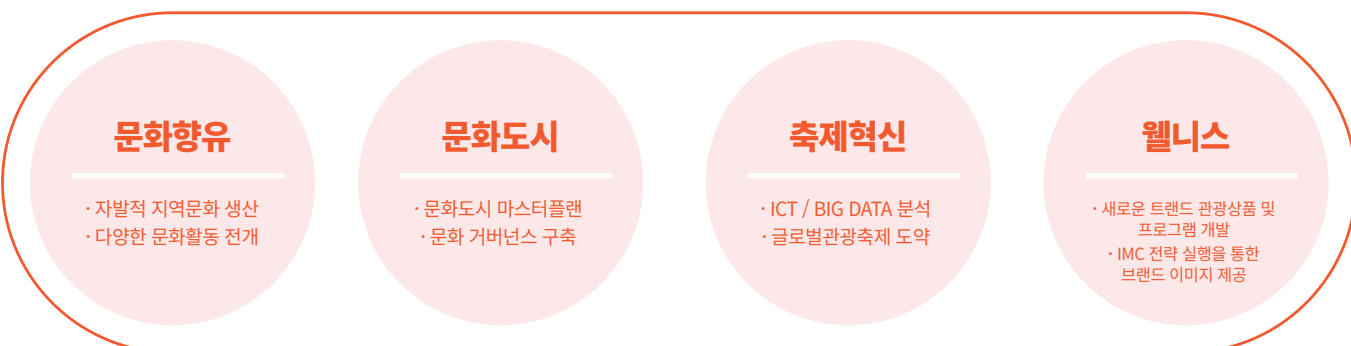 문화향유
· 자발적 지역문화 생산
· 다양한 문화활동 전개
문화도시
· 문화도시 마스터플랜
· 문화 거버넌스 구축
축제혁신
· ICT / BIG DATA 분석
· 글로벌관광축제 도약
웰니스
· 새로운 트랜드 관광상품 및
프로그램 개발
· IMC 전략 실행을 통한
브랜드 이미지 제공